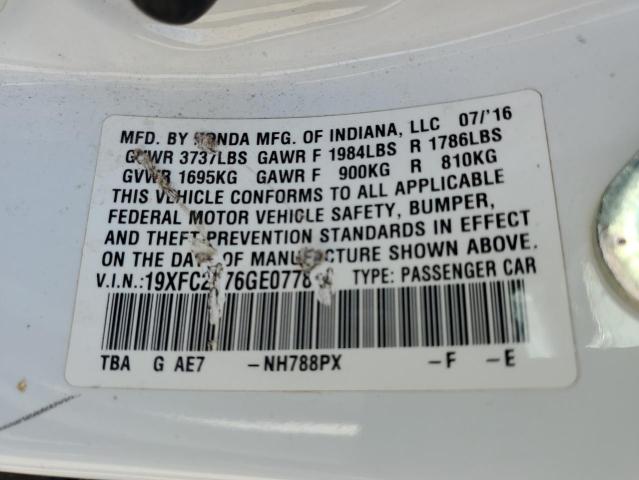 MFD. BY HONDA MFG. OF INDIANA, LLC 07/'16
GVWR 3737LBS GAWR F 1984LBS R 1786LBS
GVWR 1695KG GAWR F 900KG R 810KG
THIS VEHICLE CONFORMS TO ALL APPLICABLE
FEDERAL MOTOR VEHICLE SAFETY, BUMPER,
AND THEFT PREVENTION STANDARDS IN EFFECT
ON THE DATE OF MANUFACTURE SHOWN ABOVE.
V.I.N.: TYPE: PASSENGER CAR
TBA G AE7 -NH788PX -F -E